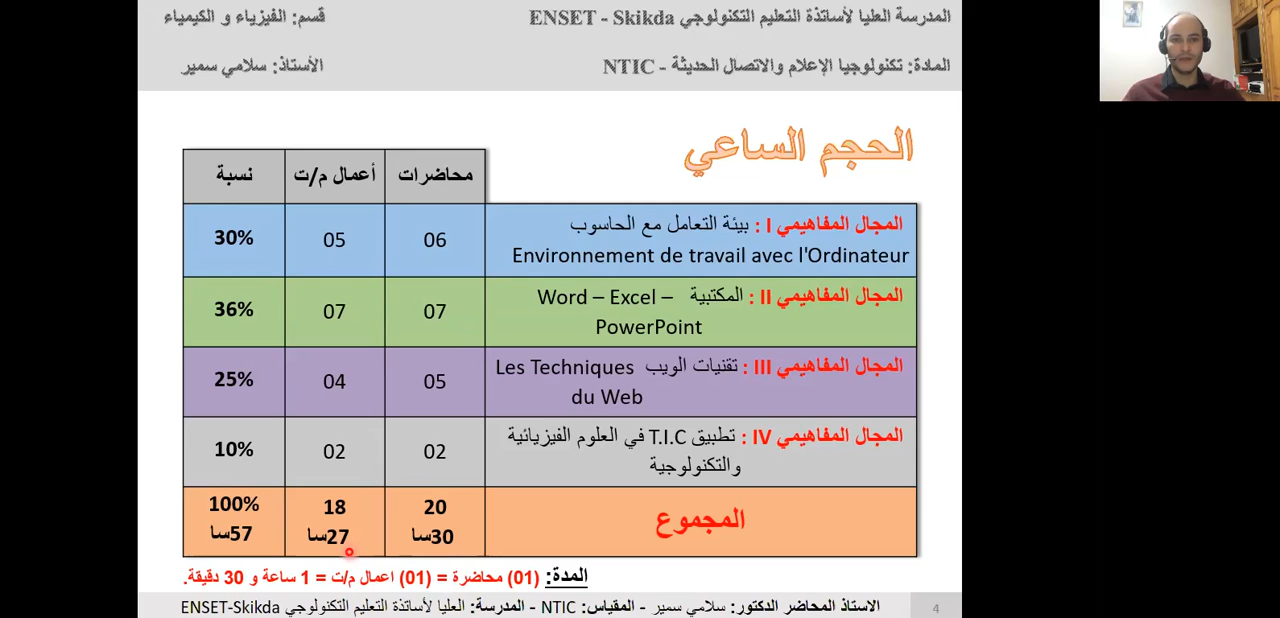 المدرسة العليا لأساتذة التعليم التكنولوجي ENSET - Skikda
قسم: الفيزياء و الكيمياء
المادة: تكنولوجيا الإعلام والاتصال الحديثة - NTIC
الأستاذ: سلامي سمير
الحجم الساعي
محاضرات أعمال م/ت نسبة
المجال المفاهيمي I : بيئة التعامل مع الحاسوب
Environnement de travail avec l'Ordinateur
06 05 30%
المجال المفاهيمي II : المكتبية Word – Excel –
PowerPoint
07 07 36%
المجال المفاهيمي III : تقنيات الويب Les Techniques
du Web
05 04 25%
المجال المفاهيمي IV : تطبيق T.I.C في العلوم الفيزيائية
والتكنولوجية
02 02 10%
المجموع
20 18 100%
30سا 27سا 57سا
المدة: (01) محاضرة = (01) اعمال م/ت = 1 ساعة و 30 دقيقة.
الاستاذ المحاضر الدكتور: سلامي سمير - المقياس: NTIC - المدرسة: العليا لأساتذة التعليم التكنولوجي ENSET-Skikda
4